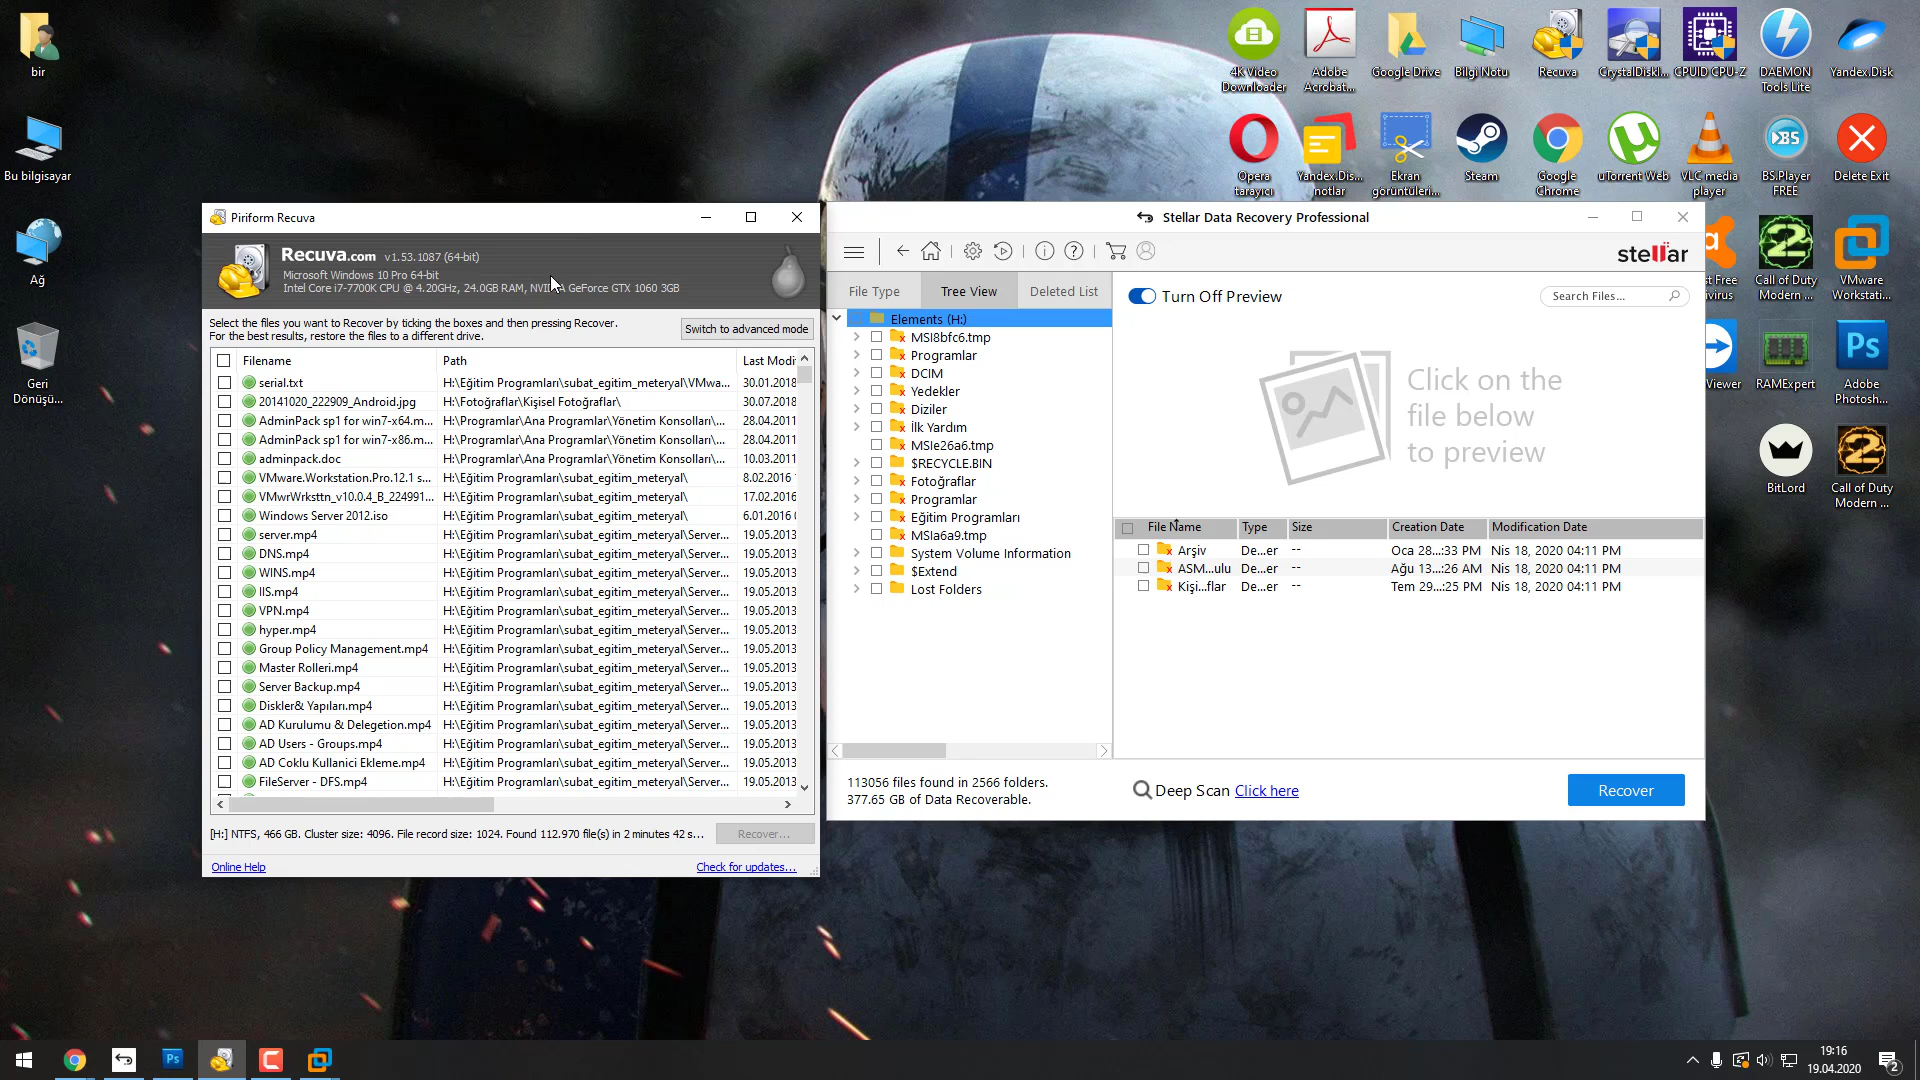 bir
Bu bilgisayar
Ağ
Geri
Dönüşü...
4K Video
Downloader
Adobe
Acrobat...
Google Drive
Bilgi Notu
Recuva
CrystalDiskI...
CPUID CPU-Z
DAEMON
Tools Lite
Yandex.Disk
Opera
tarayıcı
Yandex.Dis...
notlar
Ekran
görüntüleri...
Steam
Google
Chrome
uTorrent Web
VLC media
player
BS.Player
FREE
Delete Exit
Call of Duty
Modern ...
VMware
Workstati...
RAMExpert
Adobe
Photosh...
BitLord
Call of Duty
Modern ...
Piriform Recuva
Recuva.com v1.53.1087 (64-bit)
Microsoft Windows 10 Pro 64-bit
Intel Core i7-7700K CPU @ 4.20GHz, 24.0GB RAM, NVIDIA GeForce GTX 1060 3GB
Select the files you want to Recover by ticking the boxes and then pressing Recover.
For the best results, restore the files to a different drive.
Switch to advanced mode
Filename Path Last Modi
serial.txt H:\Eğitim Programları\subat_egitim_meteryal\VMwa... 30.01.2018
20141020_222909_Android.jpg H:\Fotoğraflar\Kişisel Fotoğraflar\ 30.07.2018
AdminPack sp1 for win7-x64.m... H:\Programlar\Ana Programlar\Yönetim Konsolları\... 28.04.2011
AdminPack sp1 for win7-x86.m... H:\Programlar\Ana Programlar\Yönetim Konsolları\... 28.04.2011
adminpack.doc H:\Programlar\Ana Programlar\Yönetim Konsolları\... 10.03.2011
VMware.Workstation.Pro.12.1 s... H:\Eğitim Programları\subat_egitim_meteryal\ 8.02.2016 1
VMwrWrksttn_v10.0.4_B_224991... H:\Eğitim Programları\subat_egitim_meteryal\ 17.02.2016
Windows Server 2012.iso H:\Eğitim Programları\subat_egitim_meteryal\ 6.01.2016 0
server.mp4 H:\Eğitim Programları\subat_egitim_meteryal\Server... 19.05.2013
DNS.mp4 H:\Eğitim Programları\subat_egitim_meteryal\Server... 19.05.2013
WINS.mp4 H:\Eğitim Programları\subat_egitim_meteryal\Server... 19.05.2013
IIS.mp4 H:\Eğitim Programları\subat_egitim_meteryal\Server... 19.05.2013
VPN.mp4 H:\Eğitim Programları\subat_egitim_meteryal\Server... 19.05.2013
hyper.mp4 H:\Eğitim Programları\subat_egitim_meteryal\Server... 19.05.2013
Group Policy Management.mp4 H:\Eğitim Programları\subat_egitim_meteryal\Server... 19.05.2013
Master Rolleri.mp4 H:\Eğitim Programları\subat_egitim_meteryal\Server... 19.05.2013
Server Backup.mp4 H:\Eğitim Programları\subat_egitim_meteryal\Server... 19.05.2013
Diskler& Yapıları.mp4 H:\Eğitim Programları\subat_egitim_meteryal\Server... 19.05.2013
AD Kurulumu & Delegetion.mp4 H:\Eğitim Programları\subat_egitim_meteryal\Server... 19.05.2013
AD Users - Groups.mp4 H:\Eğitim Programları\subat_egitim_meteryal\Server... 19.05.2013
AD Coklu Kullanici Ekleme.mp4 H:\Eğitim Programları\subat_egitim_meteryal\Server... 19.05.2013
FileServer - DFS.mp4 H:\Eğitim Programları\subat_egitim_meteryal\Server... 19.05.2013
[H:] NTFS, 466 GB. Cluster size: 4096. File record size: 1024. Found 112.970 file(s) in 2 minutes 42 s...
Recover...
Online Help
Check for updates...
Stellar Data Recovery Professional
stellar
File Type Tree View Deleted List
Turn Off Preview
Search Files...
Elements (H:)
MSI8bfc6.tmp
Programlar
DCIM
Yedekler
Diziler
İlk Yardım
MSIe26a6.tmp
$RECYCLE.BIN
Fotoğraflar
Programlar
Eğitim Programları
MSIa6a9.tmp
System Volume Information
$Extend
Lost Folders
Click on the
file below
to preview
File Name Type Size Creation Date Modification Date
Arşiv De...er -- Oca 28...:33 PM Nis 18, 2020 04:11 PM
ASM...ulu De...er -- Ağu 13...:26 AM Nis 18, 2020 04:11 PM
Kişi...flar De...er -- Tem 29...:25 PM Nis 18, 2020 04:11 PM
113056 files found in 2566 folders.
377.65 GB of Data Recoverable.
Deep Scan Click here
Recover
19:16
19.04.2020
2